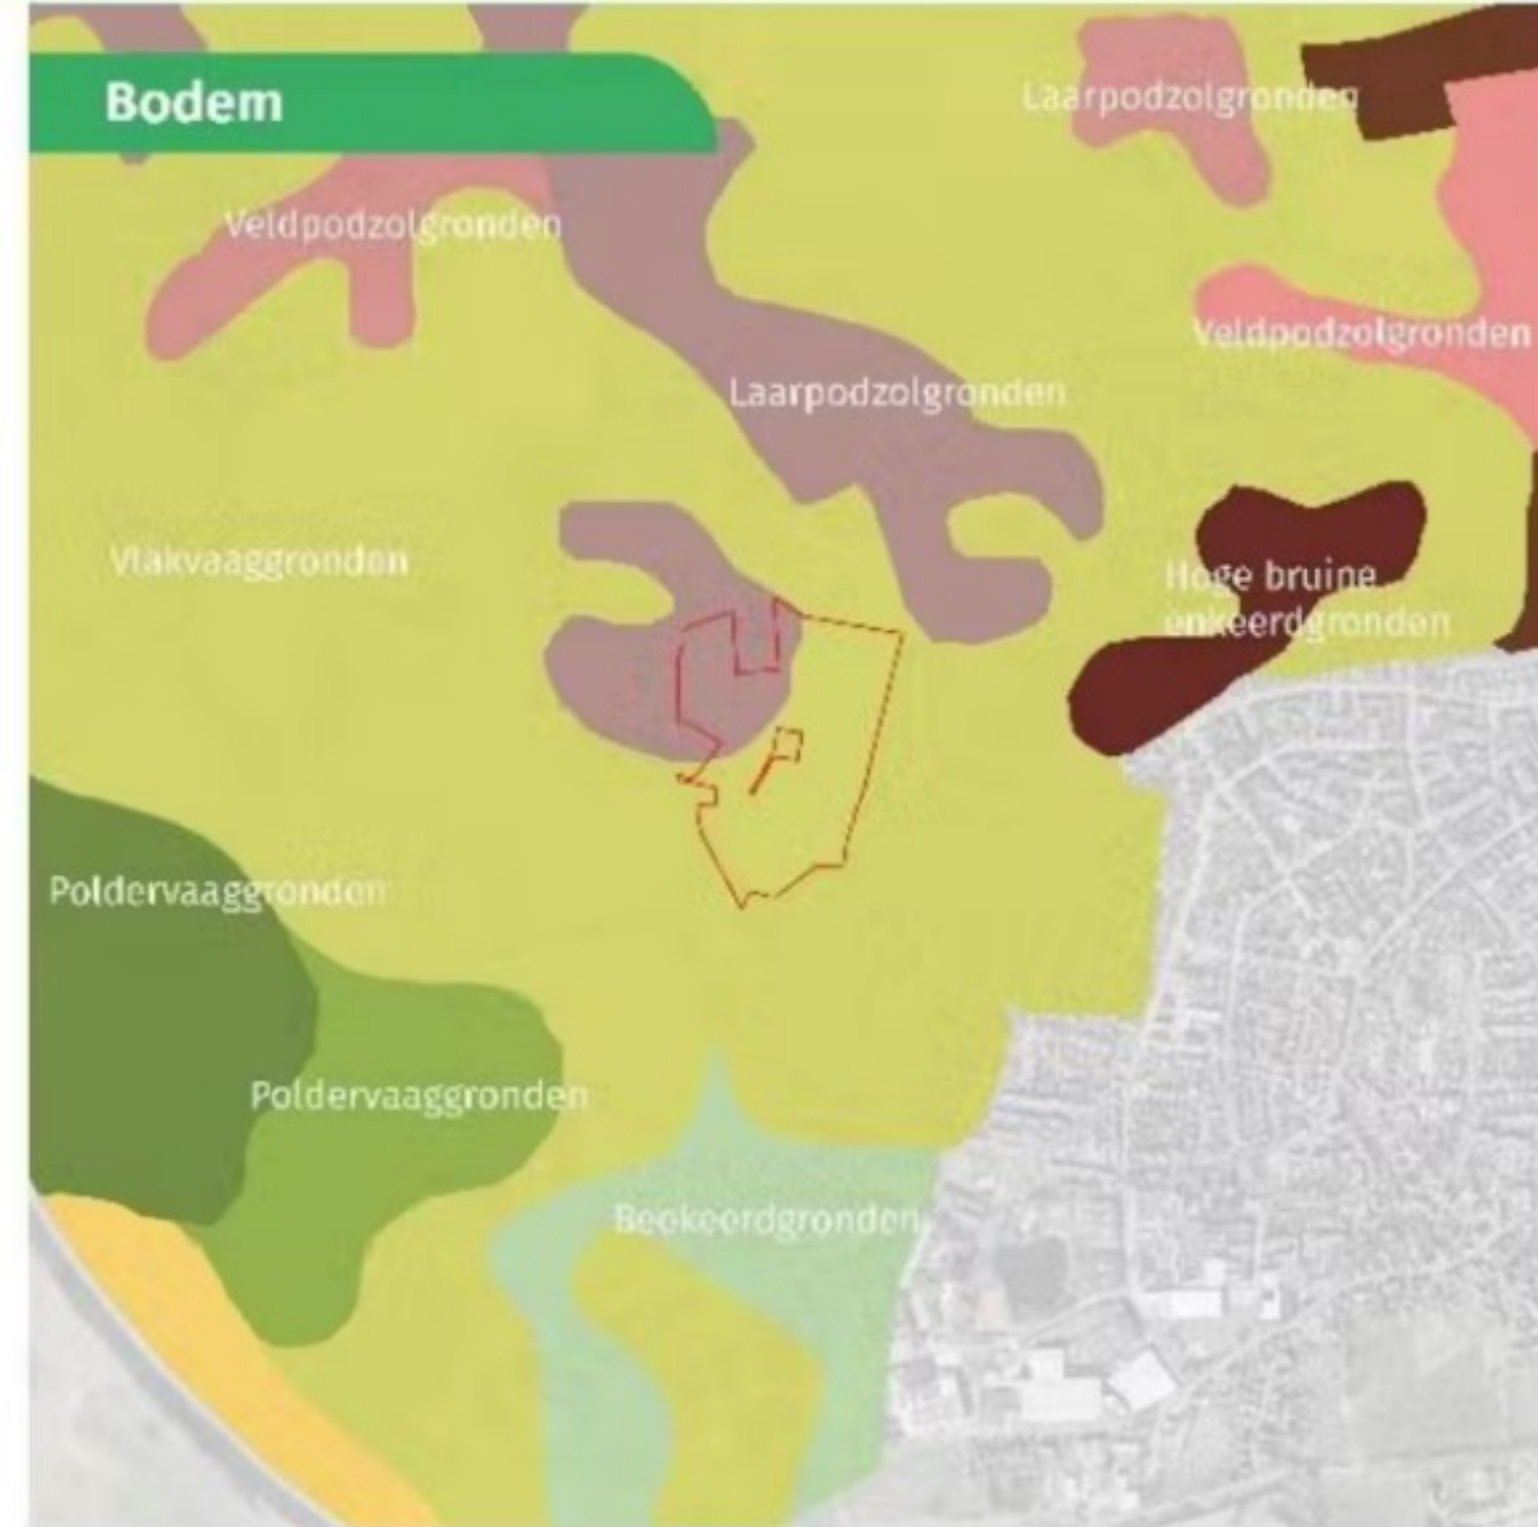 Bodem
Laarpodzolgronden
Veldpodzolgronden
Veldpodzolgronden
Laarpodzolgronden
Vlakvaaggronden
Hoge bruine
enkeerdgronden
Poldervaaggronden
Poldervaaggronden
Beekeerdgronden